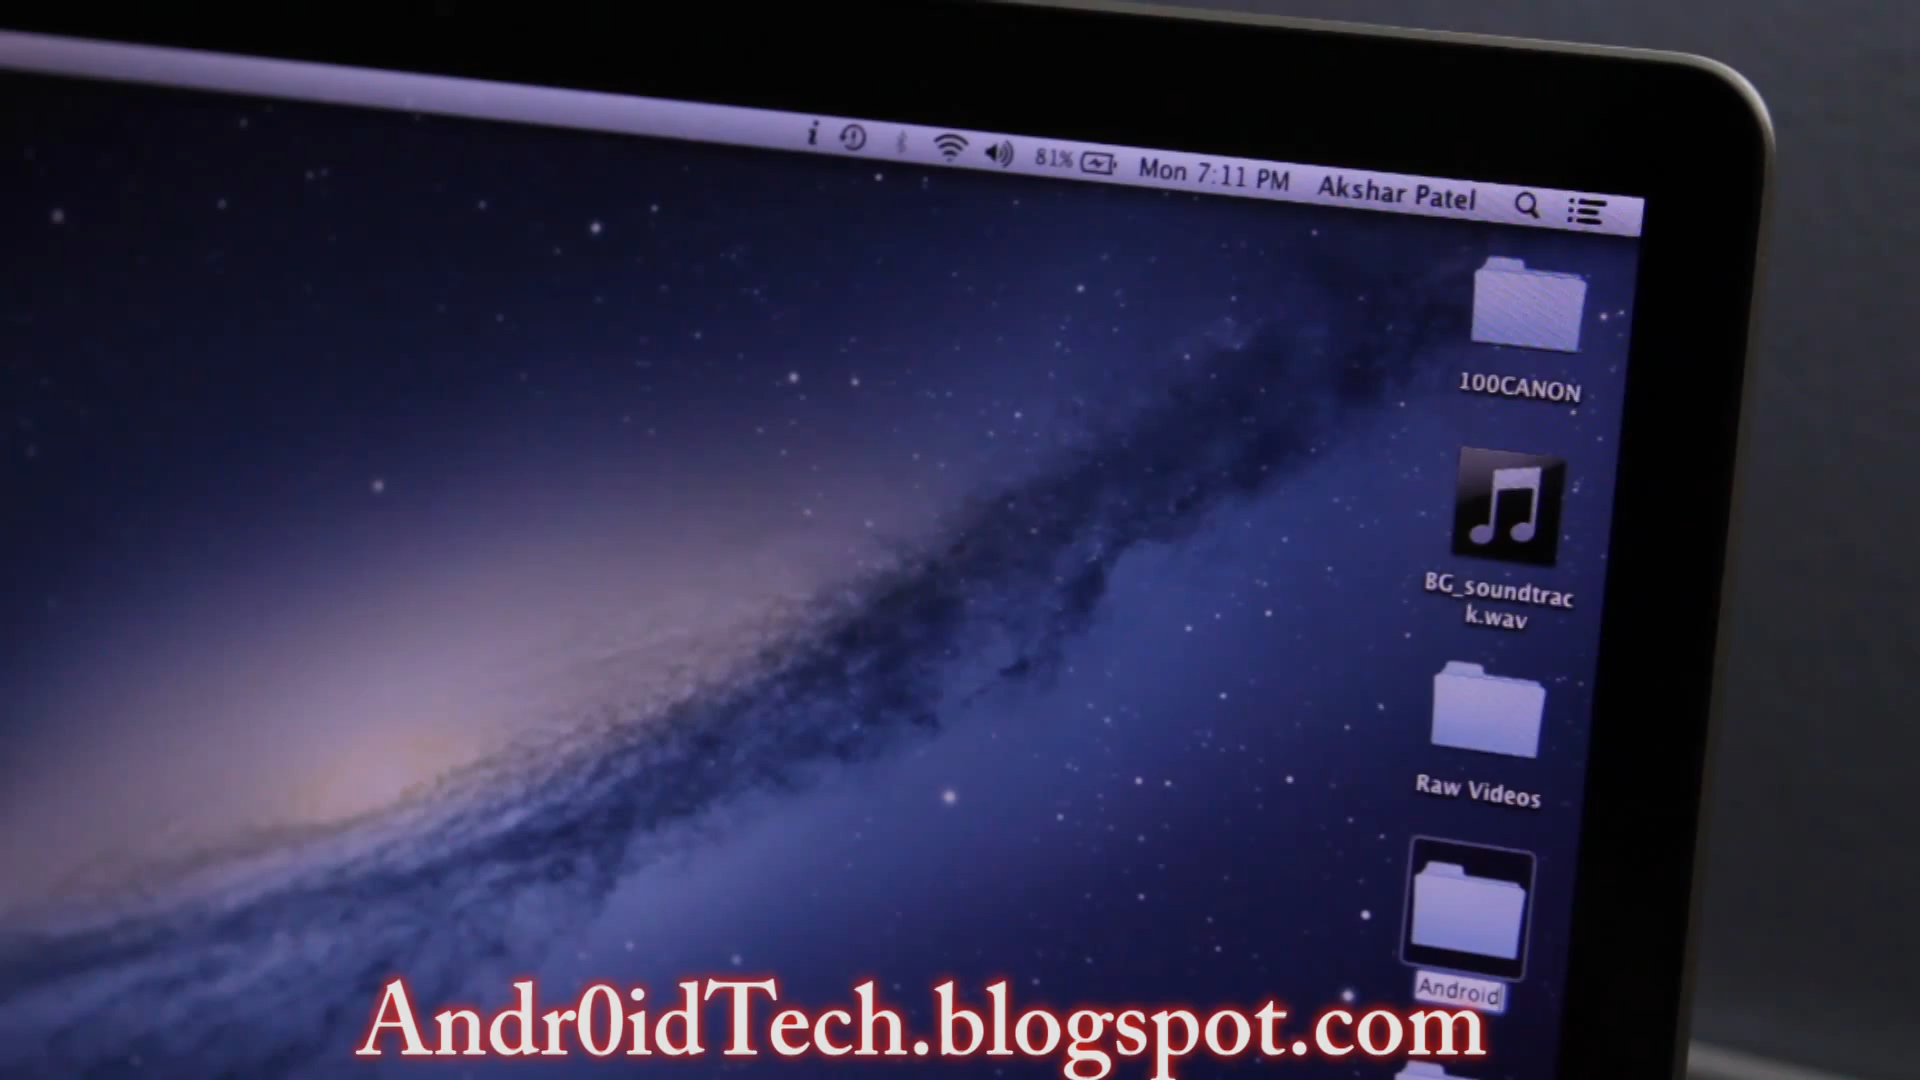 81% Mon 7:11 PM Akshar Patel
100CANON
BG_soundtrac
k.wav
Raw Videos
Android
Andr0idTech.blogspot.com